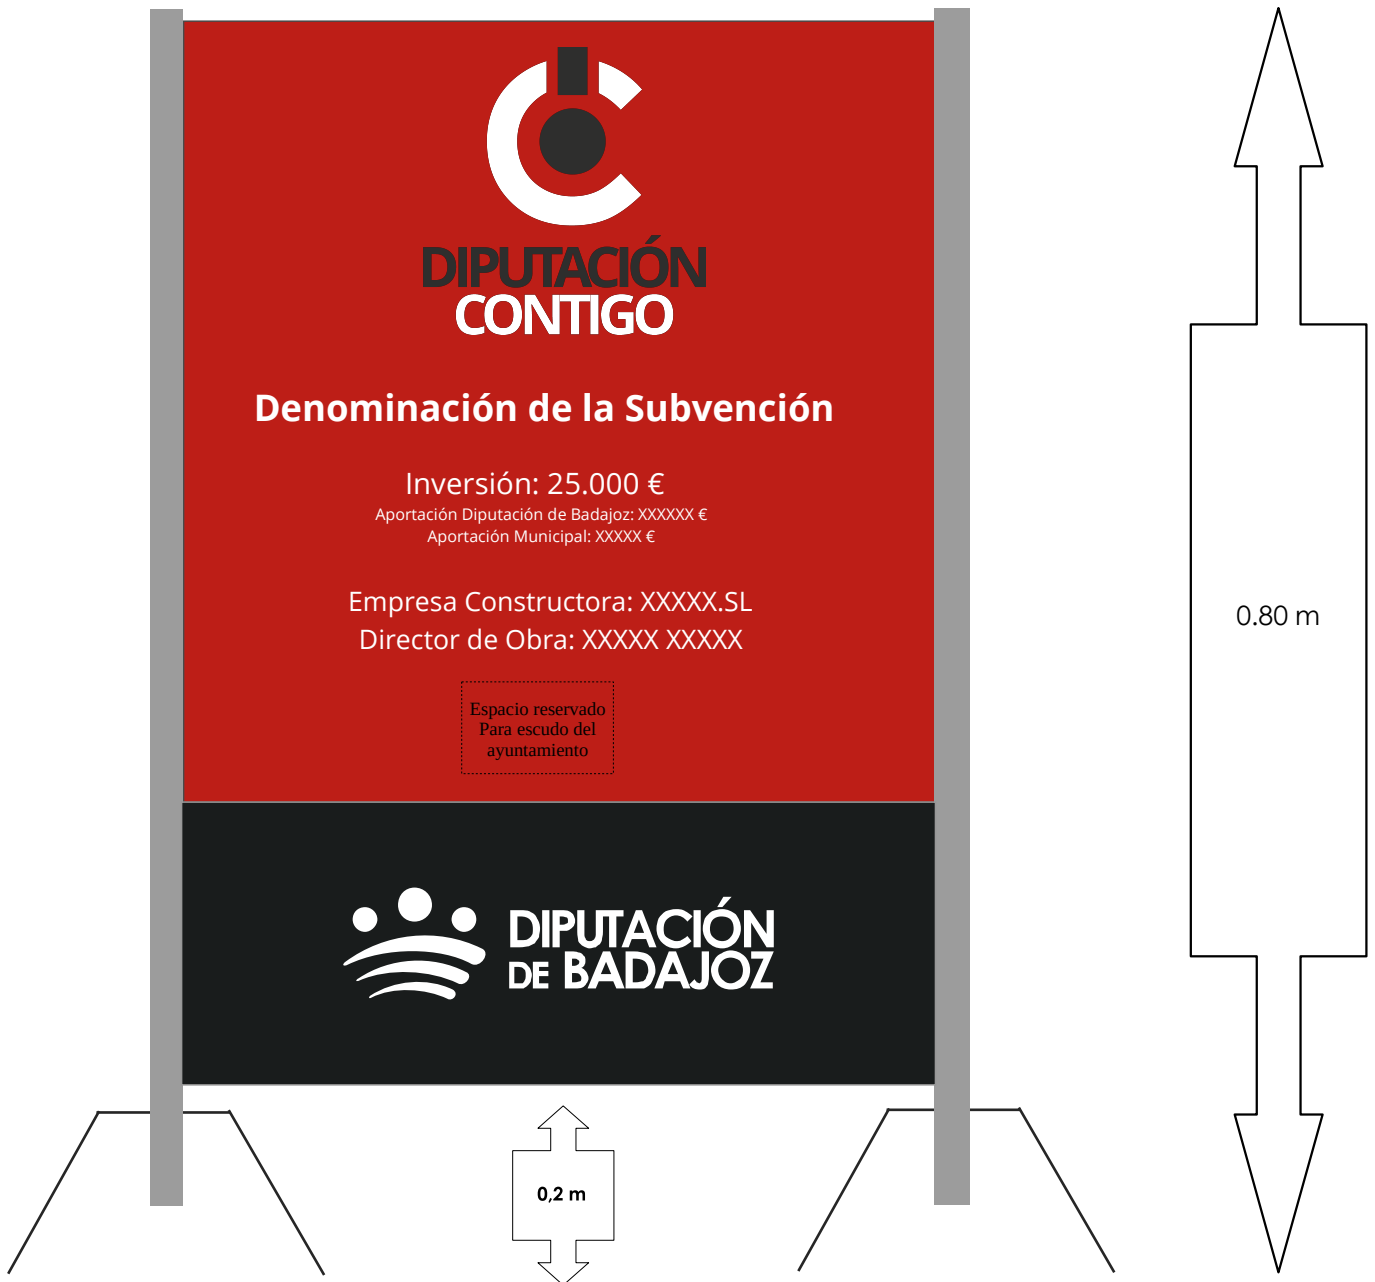 DIPUTACIÓN
CONTIGO
Denominación de la Subvención
Inversión: 25.000 €
Aportación Diputación de Badajoz: XXXXXX €
Aportación Municipal: XXXXX €
Empresa Constructora: XXXXX.SL
Director de Obra: XXXXX XXXXX
Espacio reservado
Para escudo del
ayuntamiento
DIPUTACIÓN
DE BADAJOZ
0,2 m
0.80 m